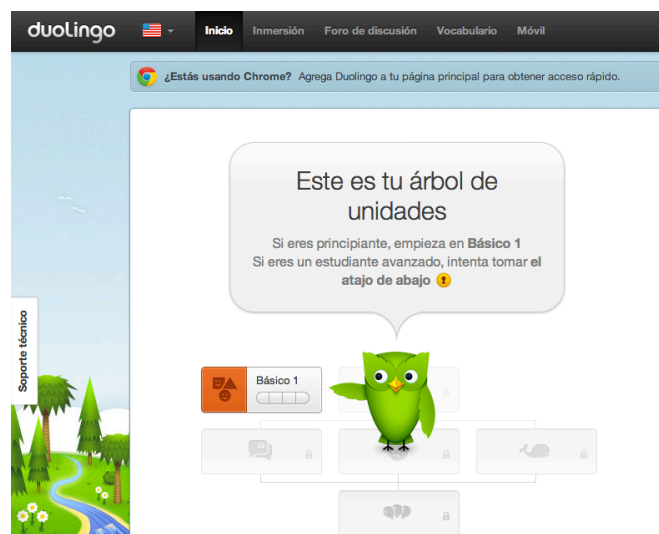 duolingo
Inicio Inmersión Foro de discusión Vocabulario Móvil
¿Estás usando Chrome? Agrega Duolingo a tu página principal para obtener acceso rápido.
Este es tu árbol de
unidades
Si eres principiante, empieza en Básico 1
Si eres un estudiante avanzado, intenta tomar el
atajo de abajo
Soporte técnico
Básico 1